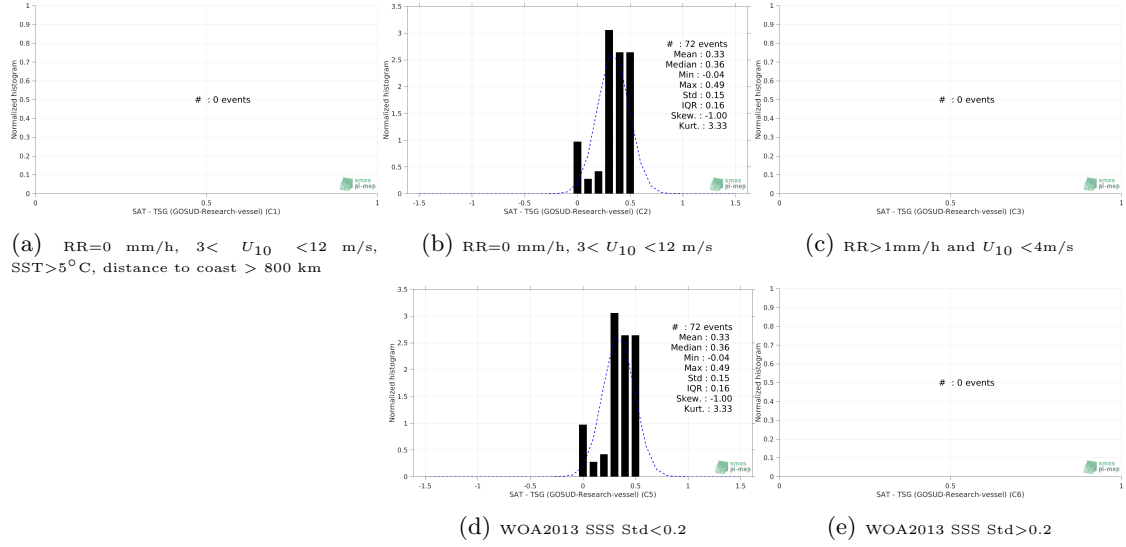 1
0.9
0.8
0.7
0.6
0.5
0.4
0.3
0.2
0.1
0
Normalized histogram
# : 0 events
0 0.5 1
SAT - TSG (GOSUD-Research-vessel) (C1)
smos
pi-mep
3.5
3
2.5
2
1.5
1
0.5
0
Normalized histogram
# : 72 events
Mean : 0.33
Median : 0.36
Min : -0.04
Max : 0.49
Std : 0.15
IQR : 0.16
Skew. : -1.00
Kurt. : 3.33
-1.5 -1 -0.5 0 0.5 1 1.5
SAT - TSG (GOSUD-Research-vessel) (C2)
smos
pi-mep
1
0.9
0.8
0.7
0.6
0.5
0.4
0.3
0.2
0.1
0
Normalized histogram
# : 0 events
0 0.5 1
SAT - TSG (GOSUD-Research-vessel) (C3)
smos
pi-mep
(a) RR=0 mm/h, 3< U10 <12 m/s,
SST>5°C, distance to coast > 800 km
(b) RR=0 mm/h, 3< U10 <12 m/s
(c) RR>1mm/h and U10 <4m/s
3.5
3
2.5
2
1.5
1
0.5
0
Normalized histogram
# : 72 events
Mean : 0.33
Median : 0.36
Min : -0.04
Max : 0.49
Std : 0.15
IQR : 0.16
Skew. : -1.00
Kurt. : 3.33
-1.5 -1 -0.5 0 0.5 1 1.5
SAT - TSG (GOSUD-Research-vessel) (C5)
smos
pi-mep
1
0.9
0.8
0.7
0.6
0.5
0.4
0.3
0.2
0.1
0
Normalized histogram
# : 0 events
0 0.5 1
SAT - TSG (GOSUD-Research-vessel) (C6)
smos
pi-mep
(d) WOA2013 SSS Std<0.2
(e) WOA2013 SSS Std>0.2